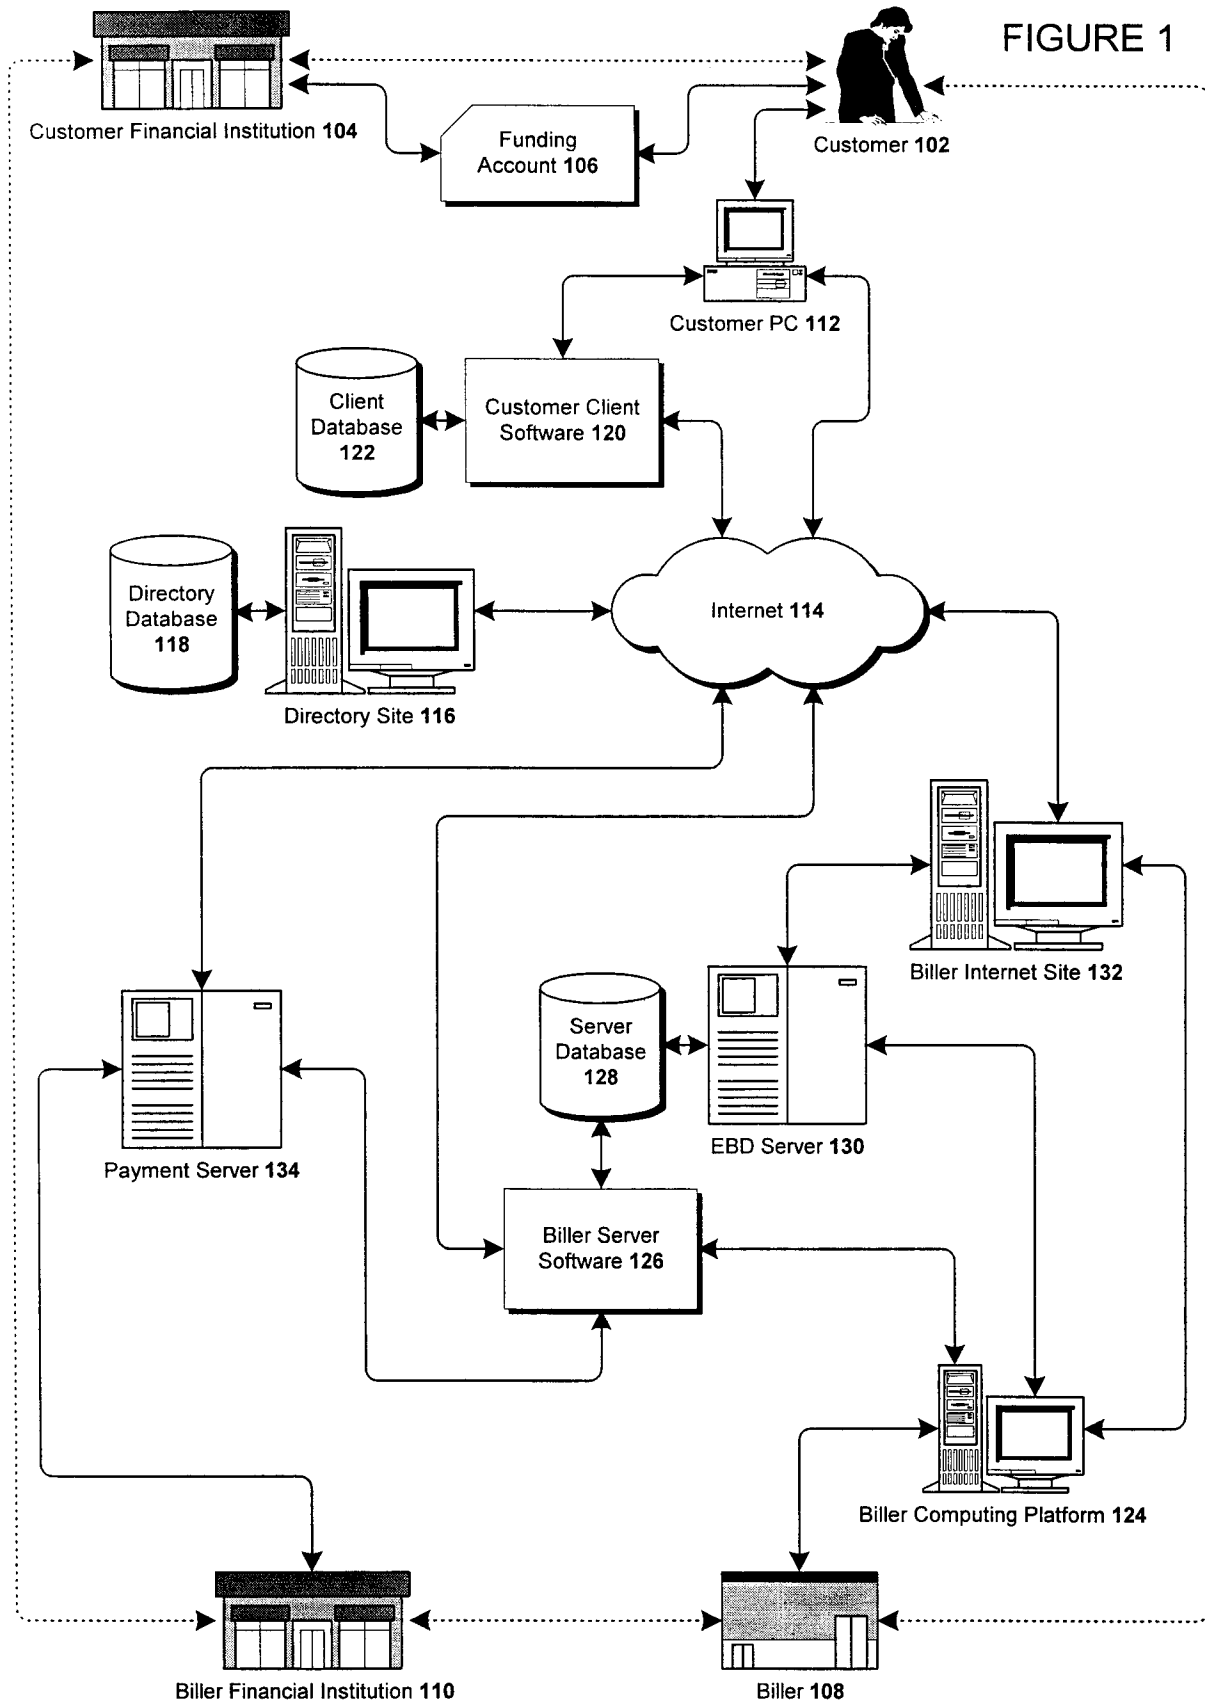 FIGURE 1
Customer Financial Institution 104
Funding
Account 106
Customer 102
Customer PC 112
Client
Database
122
Customer Client
Software 120
Directory
Database
118
Internet 114
Directory Site 116
Biller Internet Site 132
Server
Database
128
EBD Server 130
Payment Server 134
Biller Server
Software 126
Biller Computing Platform 124
Biller Financial Institution 110
Biller 108